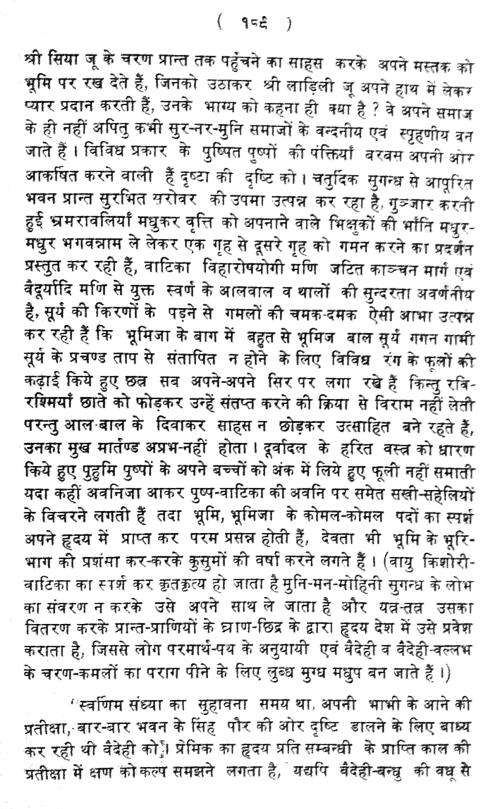 ( १८९ )
श्री सिया जू के चरण प्रान्त तक पहुँचने का साहस करके अपने मस्तक को
भूमि पर रख देते हैं, जिनको उठाकर श्री लाड़िली जू अपने हाथ में लेकर
प्यार प्रदान करती हैं, उनके भाग्य को कहना ही क्या है ? वे अपने समाज
के ही नहीं अपितु कभी सुर-नर-मुनि समाजों के वन्दनीय एवं स्पृहणीय वन
जाते हैं । विविध प्रकार के पुष्पित पुष्पों की पंक्तियाँ वरवस अपनी ओर
आकषित करने वाली हैं दृष्टा की दृष्टि को । चतुर्दिक सुगन्ध से आपूरित
भवन प्रान्त सुरभित सरोवर की उपमा उत्पन्न कर रहा है, गुञ्जार करती
हुई भ्रमरावलियाँ मधुकर वृत्ति को अपनाने वाले भिक्षुकों की भाँति मधुर-
मधुर भगवन्नाम ले लेकर एक गृह से दूसरे गृह को गमन करने का प्रदर्शन
प्रस्तुत कर रही हैं, वाटिका विहारोपयोगी मणि जटित काञ्चन मार्ग एवं
वैदूर्यादि मणि से युक्त स्वर्ण के आलवाल व थालों की सुन्दरता अवर्णनीय
है, सूर्य की किरणों के पड़ने से गमलों की चमक-दमक ऐसी आभा उत्पन्न
कर रही हैं कि भूमिजा के बाग में बहुत से भूमिज बाल सूर्य गगन गामी
सूर्य के प्रचण्ड ताप से संतापित न होने के लिए विविध रंग के फूलों की
कढ़ाई किये हुए छत्र सब अपने-अपने सिर पर लगा रखे हैं किन्तु रवि-
रश्मियाँ छाते को फोड़कर उन्हें संतप्त करने की क्रिया से विराम नहीं लेती
परन्तु आल-बाल के दिवाकर साहस न छोड़कर उत्साहित बने रहते हैं,
उनका मुख मार्तण्ड अप्रभ-नहीं होता । दूर्वादल के हरित वस्त्र को धारण
किये हुए पुहुमि पुष्पों के अपने बच्चों को अंक में लिये हुए फूली नहीं समाती
यदा कहीं अवनिजा आकर पुष्प-वाटिका की अवनि पर समेत सखी-सहेलियों
के विचरने लगती हैं तदा भूमि, भूमिजा के कोमल-कोमल पदों का स्पर्श
अपने हृदय में प्राप्त कर परम प्रसन्न होती हैं, देवता भी भूमि के भूरि-
भाग की प्रशंसा कर-करके कुसुमों की वर्षा करने लगते हैं । (वायु किशोरी-
वाटिका का स्पर्श कर कृतकृत्य हो जाता है मुनि-मन-मोहिनी सुगन्ध के लोभ
का संवरण न करके उसे अपने साथ ले जाता है और यत्र-तत्र उसका
वितरण करके प्रान्त-प्राणियों के घ्राण-छिद्र के द्वारा हृदय देश में उसे प्रवेश
कराता है, जिससे लोग परमार्थ-पथ के अनुयायी एवं वैदेही व वैदेही-वल्लभ
के चरण-कमलों का पराग पीने के लिए लुब्ध मुग्ध मधुप बन जाते हैं ।)
'स्वर्णिम संध्या का सुहावना समय था, अपनी भाभी के आने की
प्रतीक्षा, बार-बार भवन के सिंह पौर की ओर दृष्टि डालने के लिए बाध्य
कर रही थी वैदेही को । प्रेमिक का हृदय प्रति सम्बन्धी के प्राप्ति काल की
प्रतीक्षा में क्षण को कल्प समझने लगता है, यद्यपि वैदेही-बन्धु की वधू से